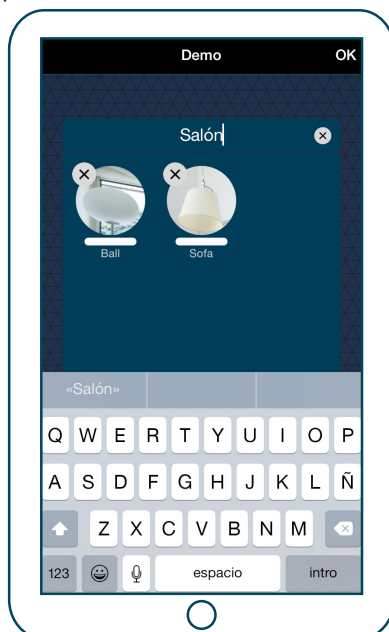 Demo OK
Salón
Ball Sofa
«Salón»
Q W E R T Y U I O P
A S D F G H J K L Ñ
Z X C V B N M
123 espacio intro